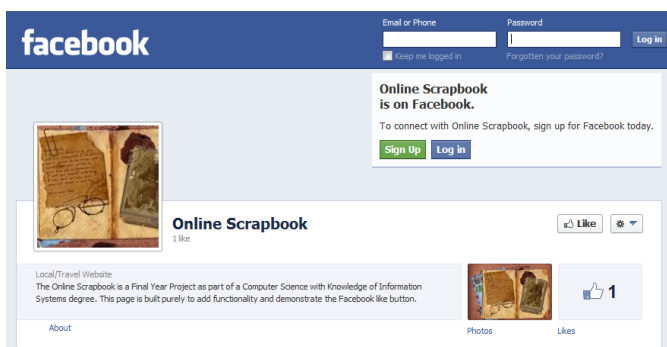 facebook
Email or Phone
Password
Log in
Keep me logged in
Forgotten your password?
Online Scrapbook
is on Facebook.
To connect with Online Scrapbook, sign up for Facebook today.
Sign Up
Log in
Online Scrapbook
1 like
Like
Local/Travel Website
The Online Scrapbook is a Final Year Project as part of a Computer Science with Knowledge of Information
Systems degree. This page is built purely to add functionality and demonstrate the Facebook like button.
1
About
Photos
Likes